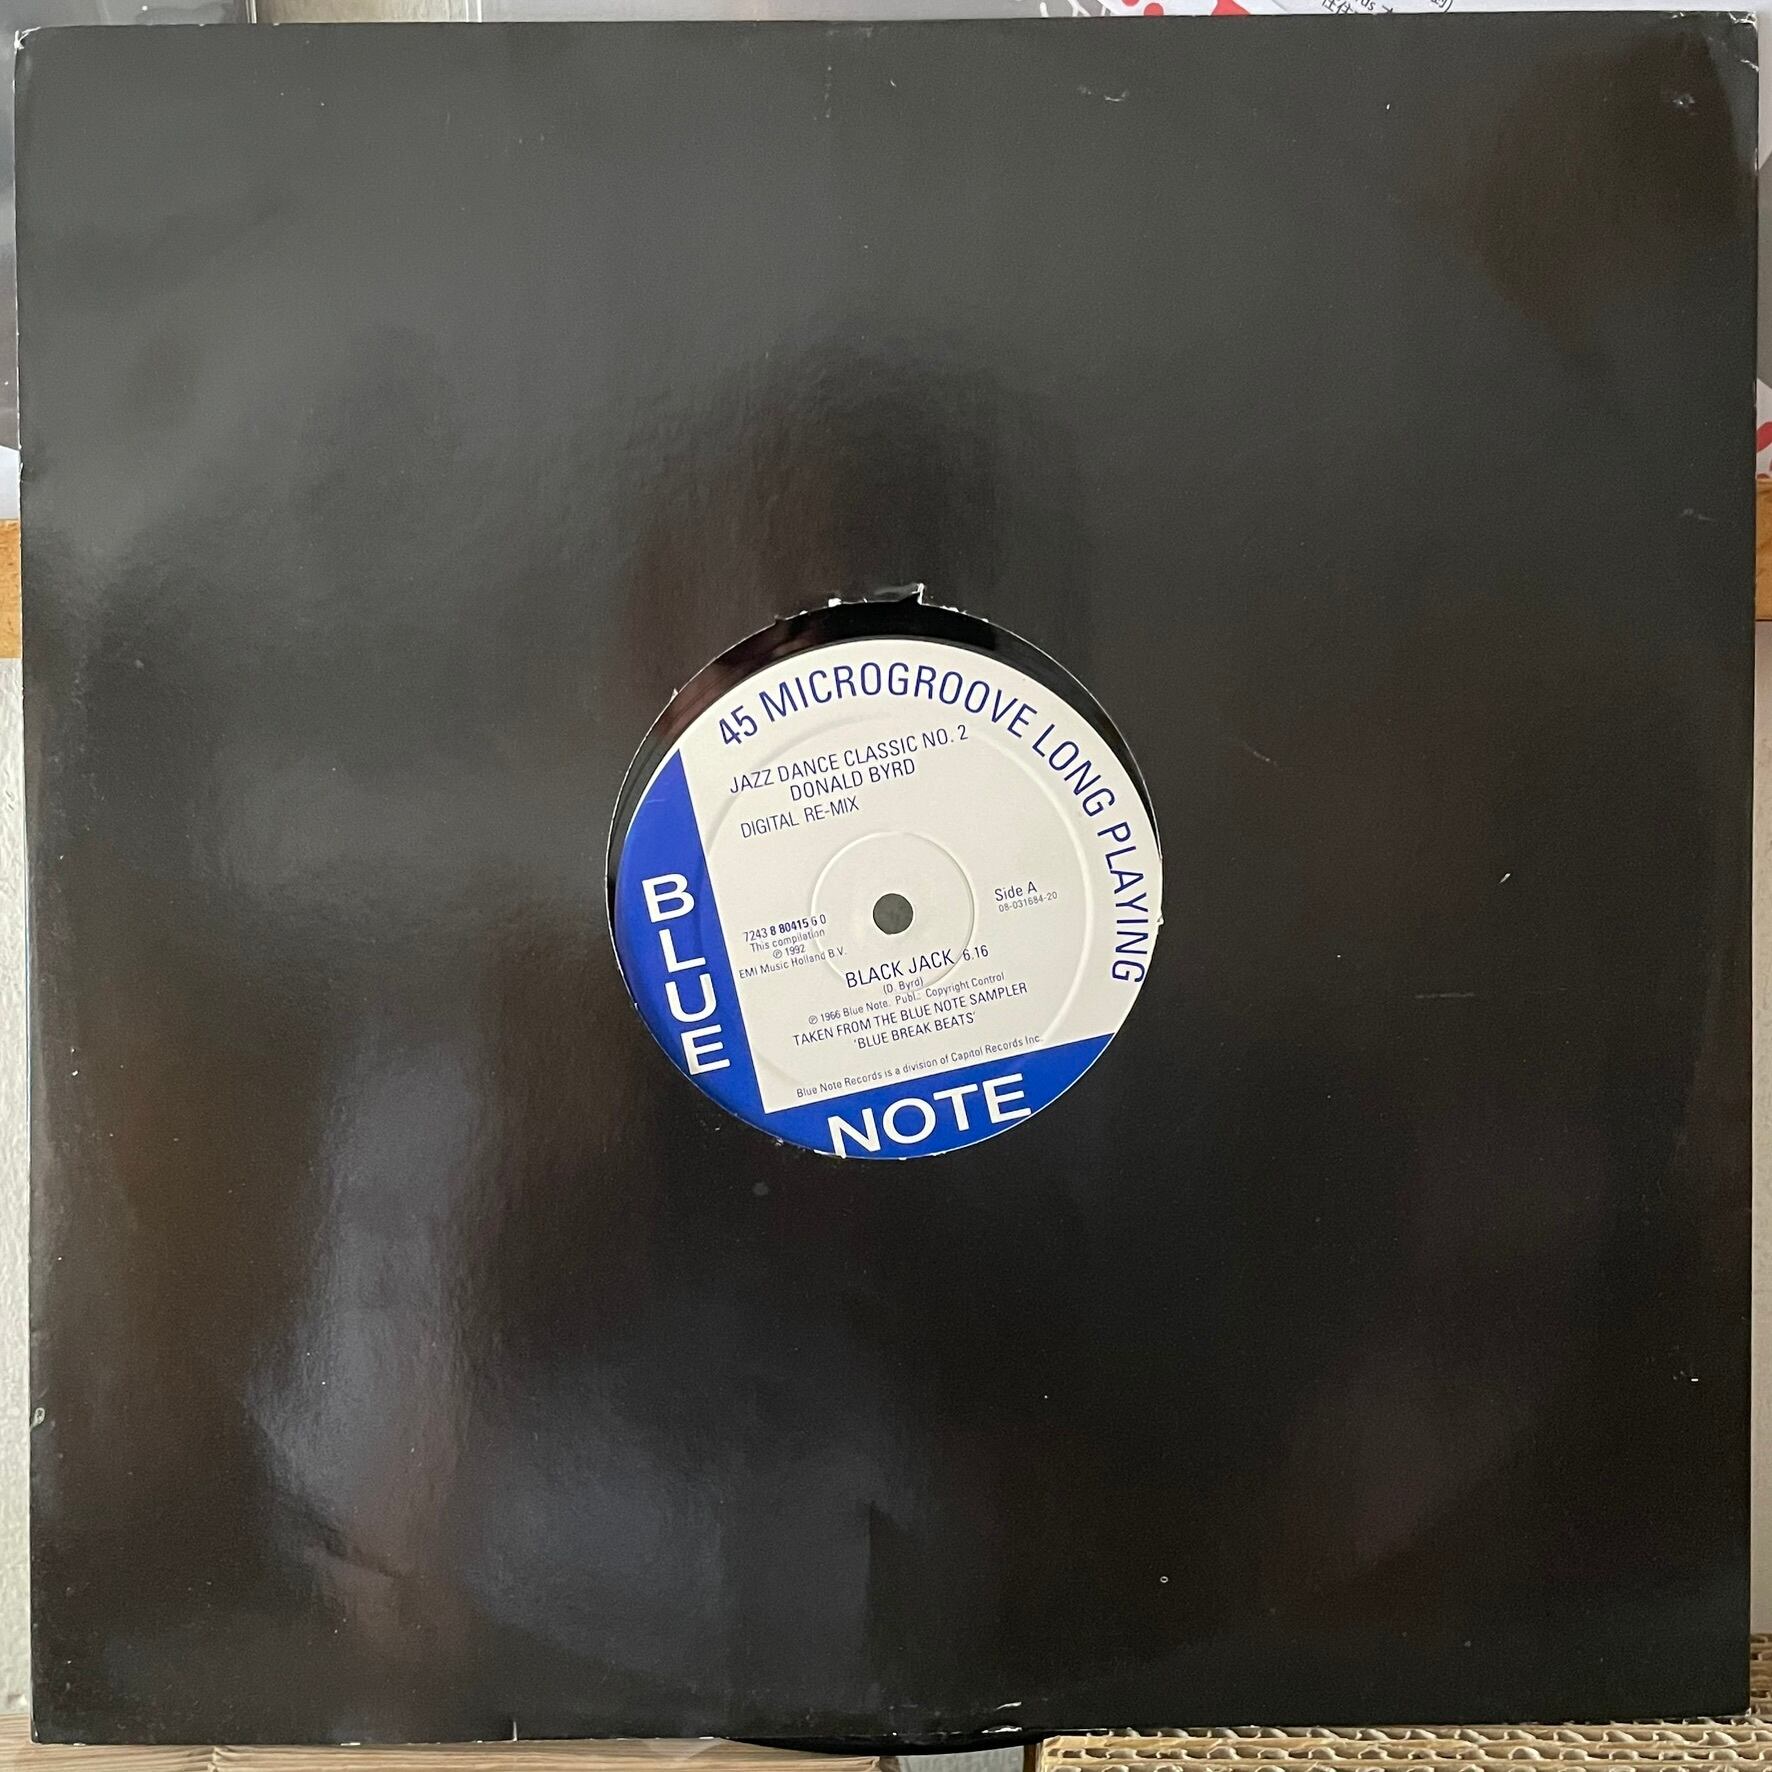 45 MICROGROOVE LONG PLAYING
JAZZ DANCE CLASSIC NO. 2
DONALD BYRD
DIGITAL RE-MIX
Side A
08-031684-20
7243 8 80415 6 0
This compilation
℗ 1992
EMI Music Holland B.V.
BLACK JACK 6.16
(D. Byrd)
℗ 1966 Blue Note. Publ.: Copyright Control
TAKEN FROM THE BLUE NOTE SAMPLER
'BLUE BREAK BEATS'
Blue Note Records is a division of Capitol Records Inc.
BLUE
NOTE